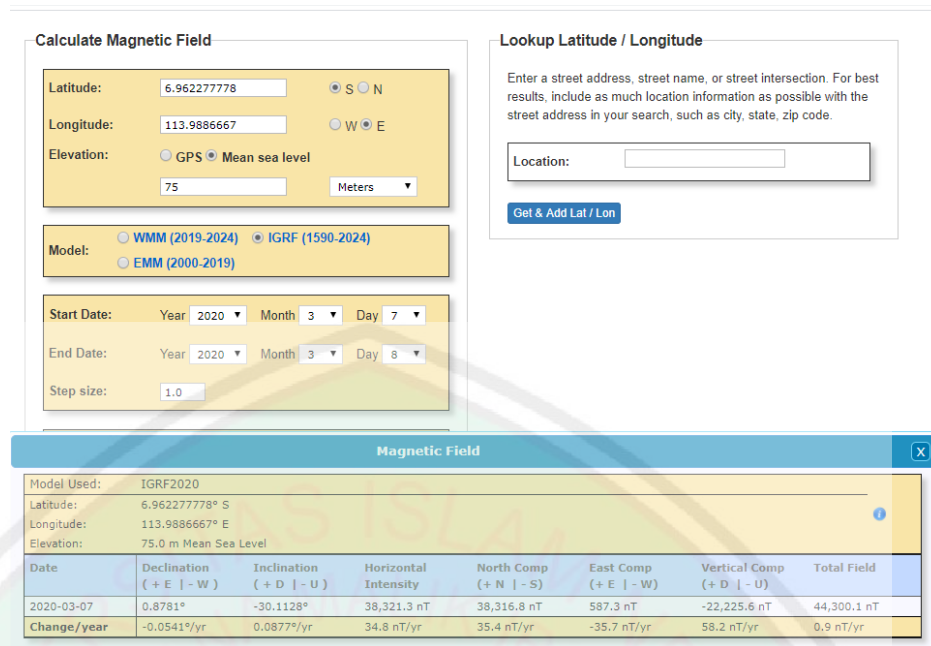 Calculate Magnetic Field
Latitude: 6.962277778 S N
Longitude: 113.9886667 W E
Elevation: GPS Mean sea level
75 Meters
Model: WMM (2019-2024) IGRF (1590-2024)
EMM (2000-2019)
Start Date: Year 2020 Month 3 Day 7
End Date: Year 2020 Month 3 Day 8
Step size: 1.0
Lookup Latitude / Longitude
Enter a street address, street name, or street intersection. For best
results, include as much location information as possible with the
street address in your search, such as city, state, zip code.
Location:
Get & Add Lat / Lon
Magnetic Field
X
Model Used: IGRF2020
Latitude: 6.962277778° S
Longitude: 113.9886667° E
Elevation: 75.0 m Mean Sea Level
Date Declination Inclination Horizontal North Comp East Comp Vertical Comp Total Field
( + E | - W ) ( + D | - U ) Intensity (+ N | - S) (+ E | - W) (+ D | - U)
2020-03-07 0.8781° -30.1128° 38,321.3 nT 38,316.8 nT 587.3 nT -22,225.6 nT 44,300.1 nT
Change/year -0.0541°/yr 0.0877°/yr 34.8 nT/yr 35.4 nT/yr -35.7 nT/yr 58.2 nT/yr 0.9 nT/yr